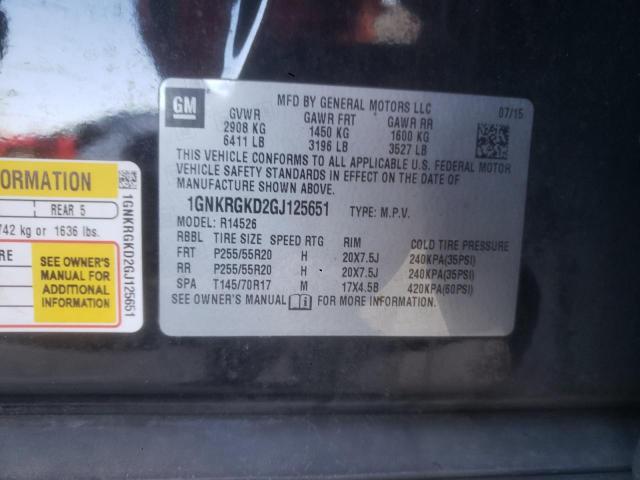 GM
MFD BY GENERAL MOTORS LLC 07/15
GVWR GAWR FRT GAWR RR
2908 KG 1450 KG 1600 KG
6411 LB 3196 LB 3527 LB
THIS VEHICLE CONFORMS TO ALL APPLICABLE U.S. FEDERAL MOTOR
VEHICLE SAFETY STANDARDS IN EFFECT ON THE DATE OF
MANUFACTURE SHOWN ABOVE.
1GNKRGKD2GJ125651 TYPE: M.P.V.
MODEL: R14526
RBBL TIRE SIZE SPEED RTG RIM COLD TIRE PRESSURE
FRT P255/55R20 H 20X7.5J 240KPA(35PSI)
RR P255/55R20 H 20X7.5J 240KPA(35PSI)
SPA T145/70R17 M 17X4.5B 420KPA(60PSI)
SEE OWNER'S MANUAL FOR MORE INFORMATION.
ORMATION
REAR 5
742 kg or 1636 lbs.
RE
SEE OWNER'S
MANUAL FOR
ADDITIONAL
INFORMATION
1GNKRGKD2GJ125651